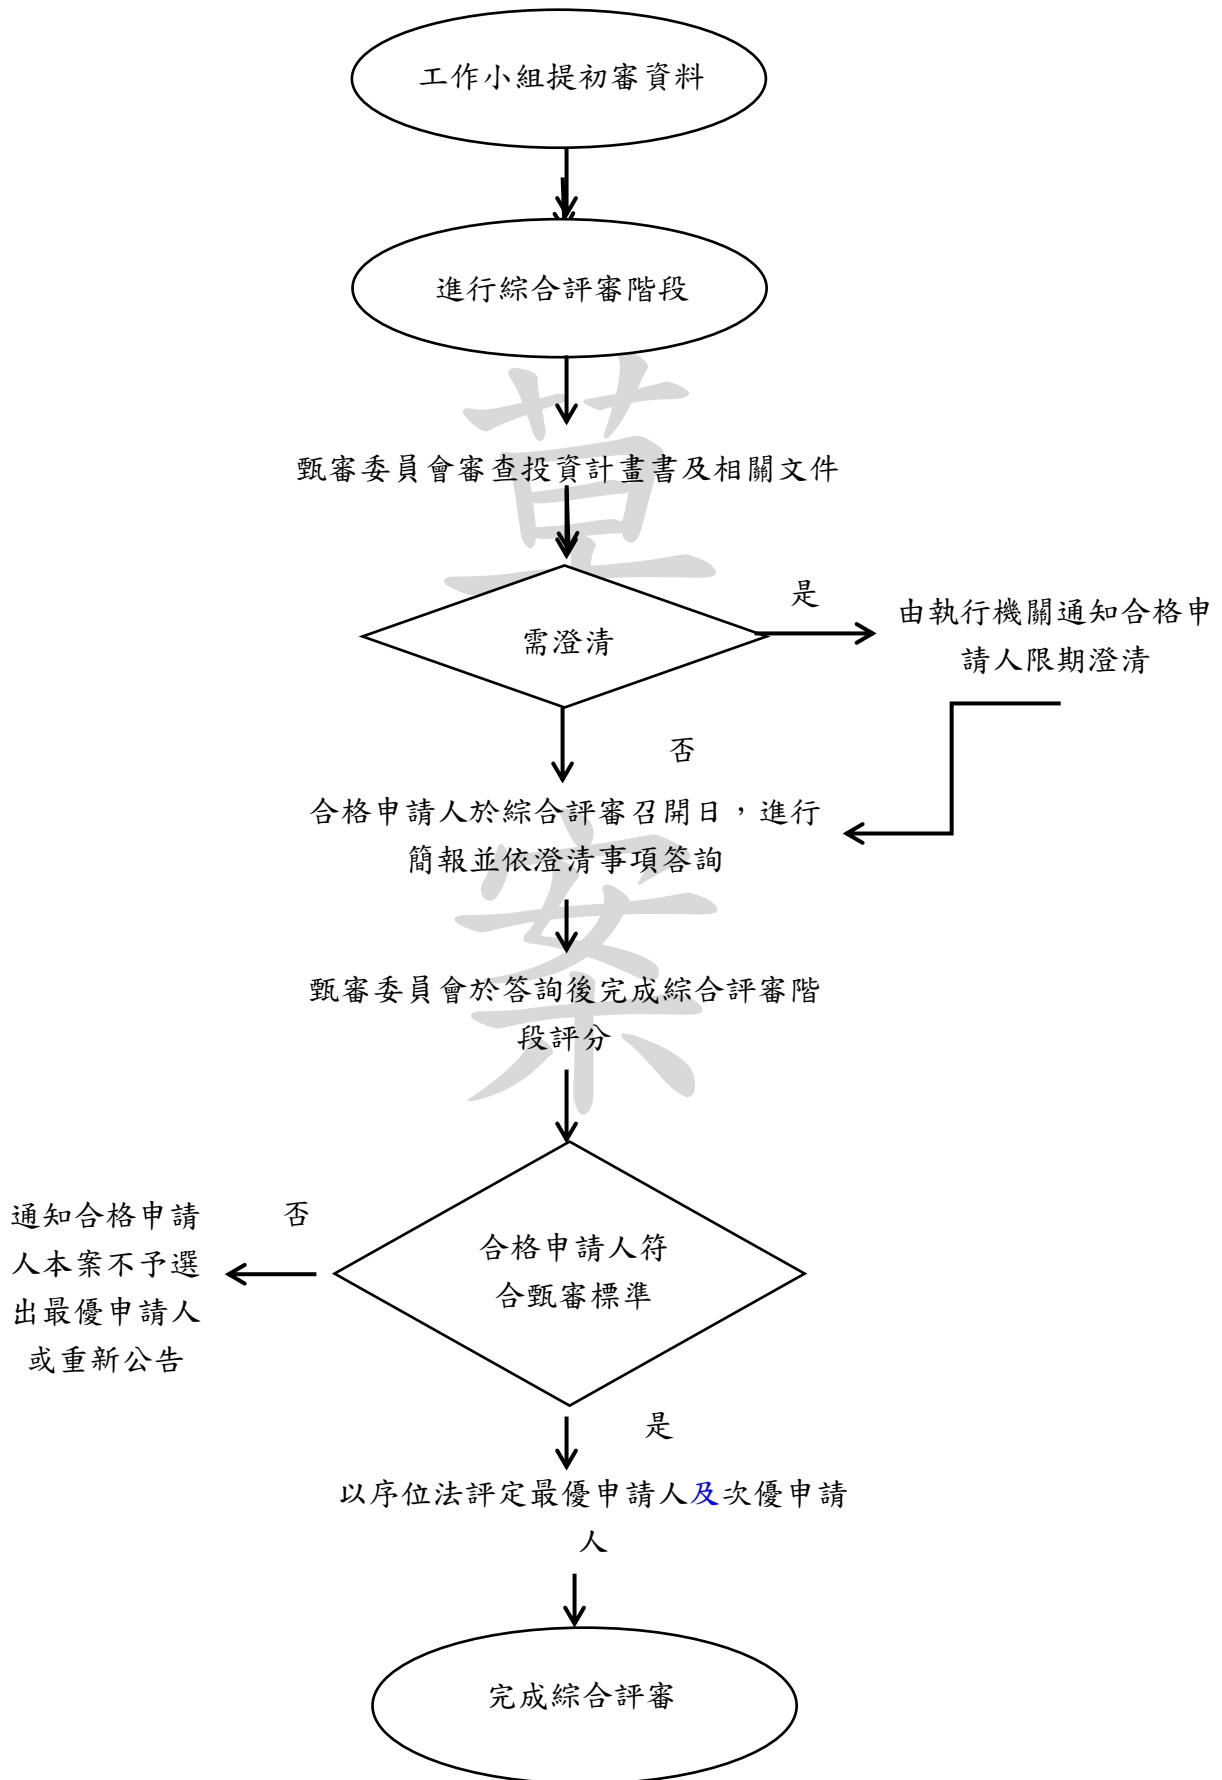 工作小組提初審資料
進行綜合評審階段
甄審委員會審查投資計畫書及相關文件
需澄清
是
由執行機關通知合格申
請人限期澄清
否
合格申請人於綜合評審召開日，進行
簡報並依澄清事項答詢
甄審委員會於答詢後完成綜合評審階
段評分
合格申請人符
合甄審標準
否
通知合格申請
人本案不予選
出最優申請人
或重新公告
是
以序位法評定最優申請人及次優申請
人
完成綜合評審
草
案